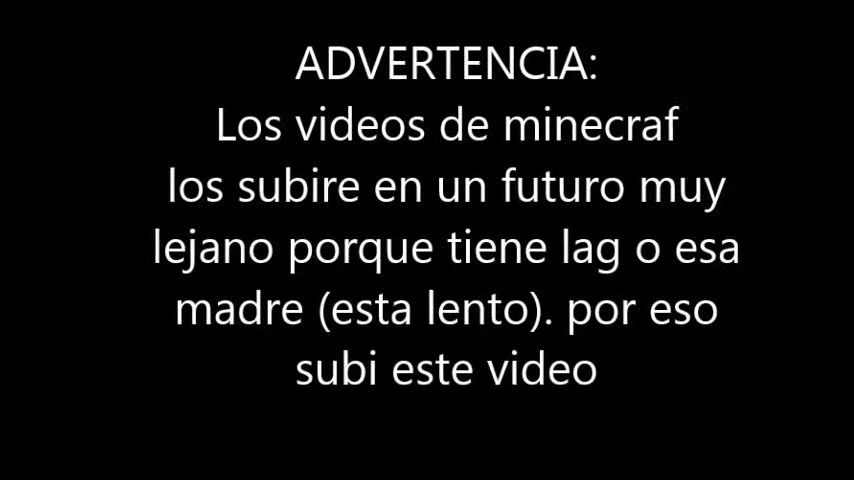 ADVERTENCIA:
Los videos de minecraf
los subire en un futuro muy
lejano porque tiene lag o esa
madre (esta lento). por eso
subi este video